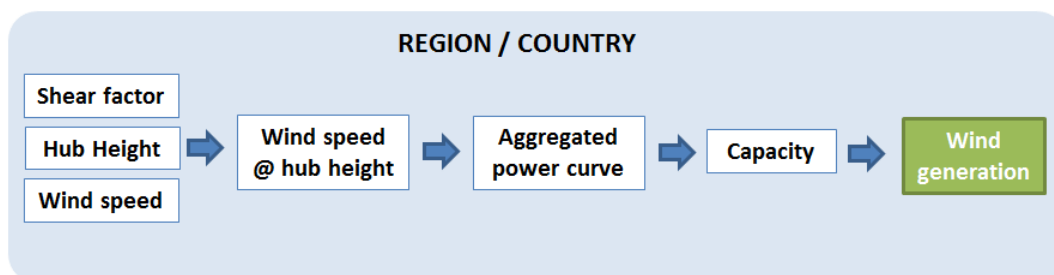 REGION / COUNTRY
Shear factor
Hub Height
Wind speed
Wind speed
@ hub height
Aggregated
power curve
Capacity
Wind
generation